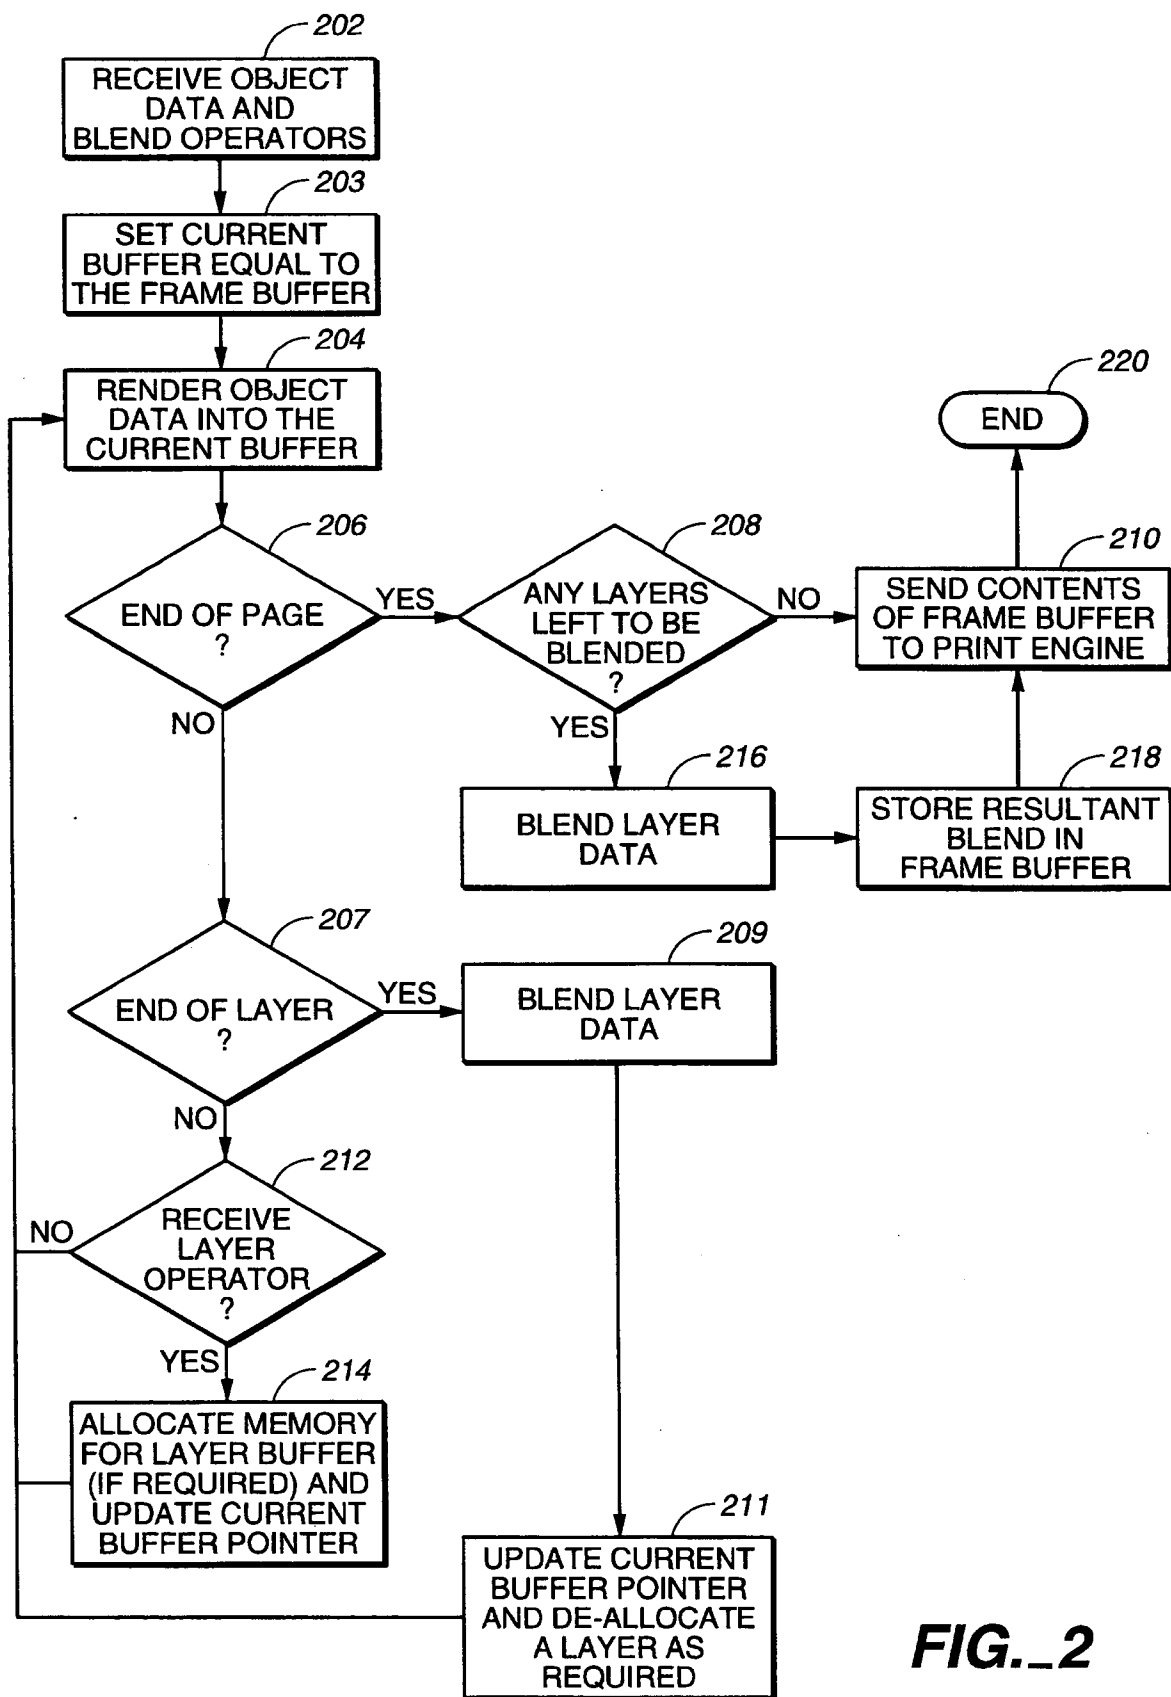 202
RECEIVE OBJECT
DATA AND
BLEND OPERATORS
203
SET CURRENT
BUFFER EQUAL TO
THE FRAME BUFFER
204
RENDER OBJECT
DATA INTO THE
CURRENT BUFFER
220
END
206
END OF PAGE
?
YES
NO
208
ANY LAYERS
LEFT TO BE
BLENDED
?
NO
YES
210
SEND CONTENTS
OF FRAME BUFFER
TO PRINT ENGINE
216
BLEND LAYER
DATA
218
STORE RESULTANT
BLEND IN
FRAME BUFFER
207
END OF LAYER
?
YES
NO
209
BLEND LAYER
DATA
212
RECEIVE
LAYER
OPERATOR
?
NO
YES
214
ALLOCATE MEMORY
FOR LAYER BUFFER
(IF REQUIRED) AND
UPDATE CURRENT
BUFFER POINTER
211
UPDATE CURRENT
BUFFER POINTER
AND DE-ALLOCATE
A LAYER AS
REQUIRED
FIG._2